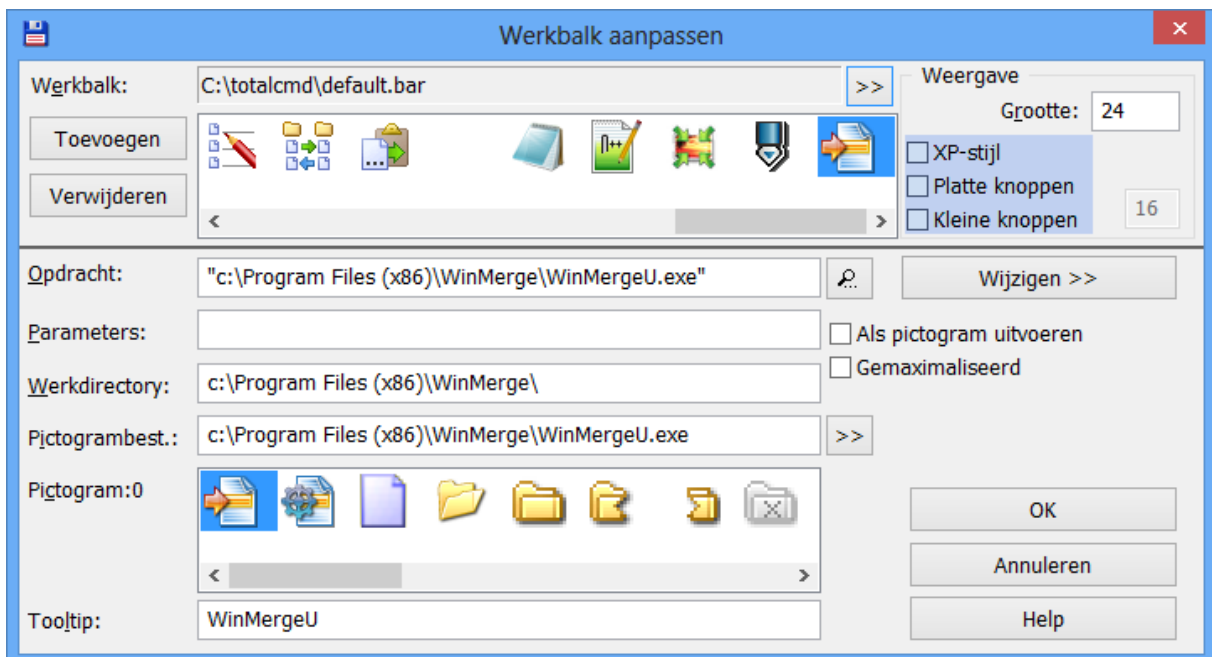 Werkbalk aanpassen
Werkbalk:
C:\totalcmd\default.bar
>>
Weergave
Grootte: 24
Toevoegen
Verwijderen
XP-stijl
Platte knoppen
Kleine knoppen
16
Opdracht:
"c:\Program Files (x86)\WinMerge\WinMergeU.exe"
Wijzigen >>
Parameters:
Als pictogram uitvoeren
Gemaximaliseerd
Werkdirectory:
c:\Program Files (x86)\WinMerge\
Pictogrambest.:
c:\Program Files (x86)\WinMerge\WinMergeU.exe
>>
Pictogram:0
OK
Annuleren
Tooltip:
WinMergeU
Help